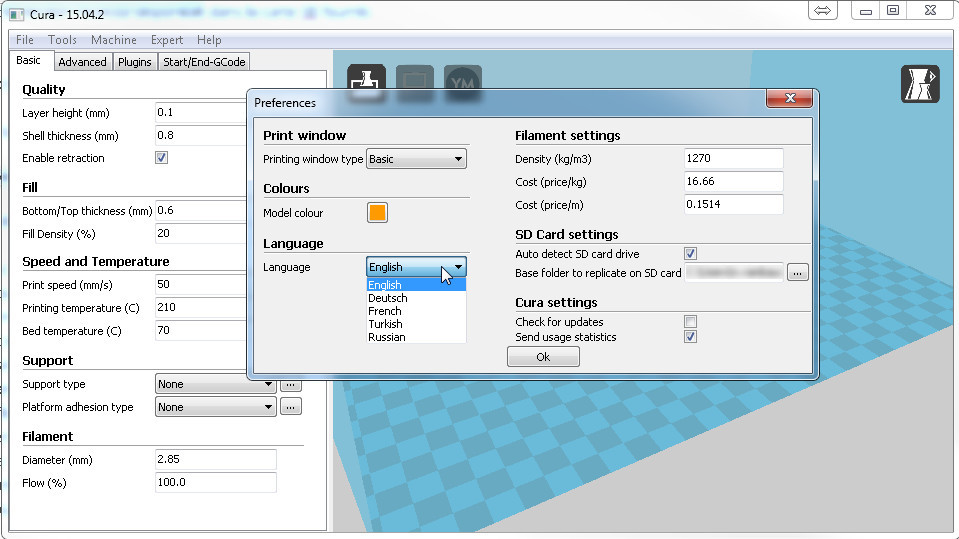 Cura - 15.04.2
File Tools Machine Expert Help
Basic Advanced Plugins Start/End-GCode
Quality
Layer height (mm) 0.1
Shell thickness (mm) 0.8
Enable retraction
Fill
Bottom/Top thickness (mm) 0.6
Fill Density (%) 20
Speed and Temperature
Print speed (mm/s) 50
Printing temperature (C) 210
Bed temperature (C) 70
Support
Support type None ...
Platform adhesion type None ...
Filament
Diameter (mm) 2.85
Flow (%) 100.0
YM
Preferences
Print window
Printing window type Basic
Colours
Model colour
Language
Language English
English
Deutsch
French
Turkish
Russian
Filament settings
Density (kg/m3) 1270
Cost (price/kg) 16.66
Cost (price/m) 0.1514
SD Card settings
Auto detect SD card drive
Base folder to replicate on SD card ...
Cura settings
Check for updates
Send usage statistics
Ok